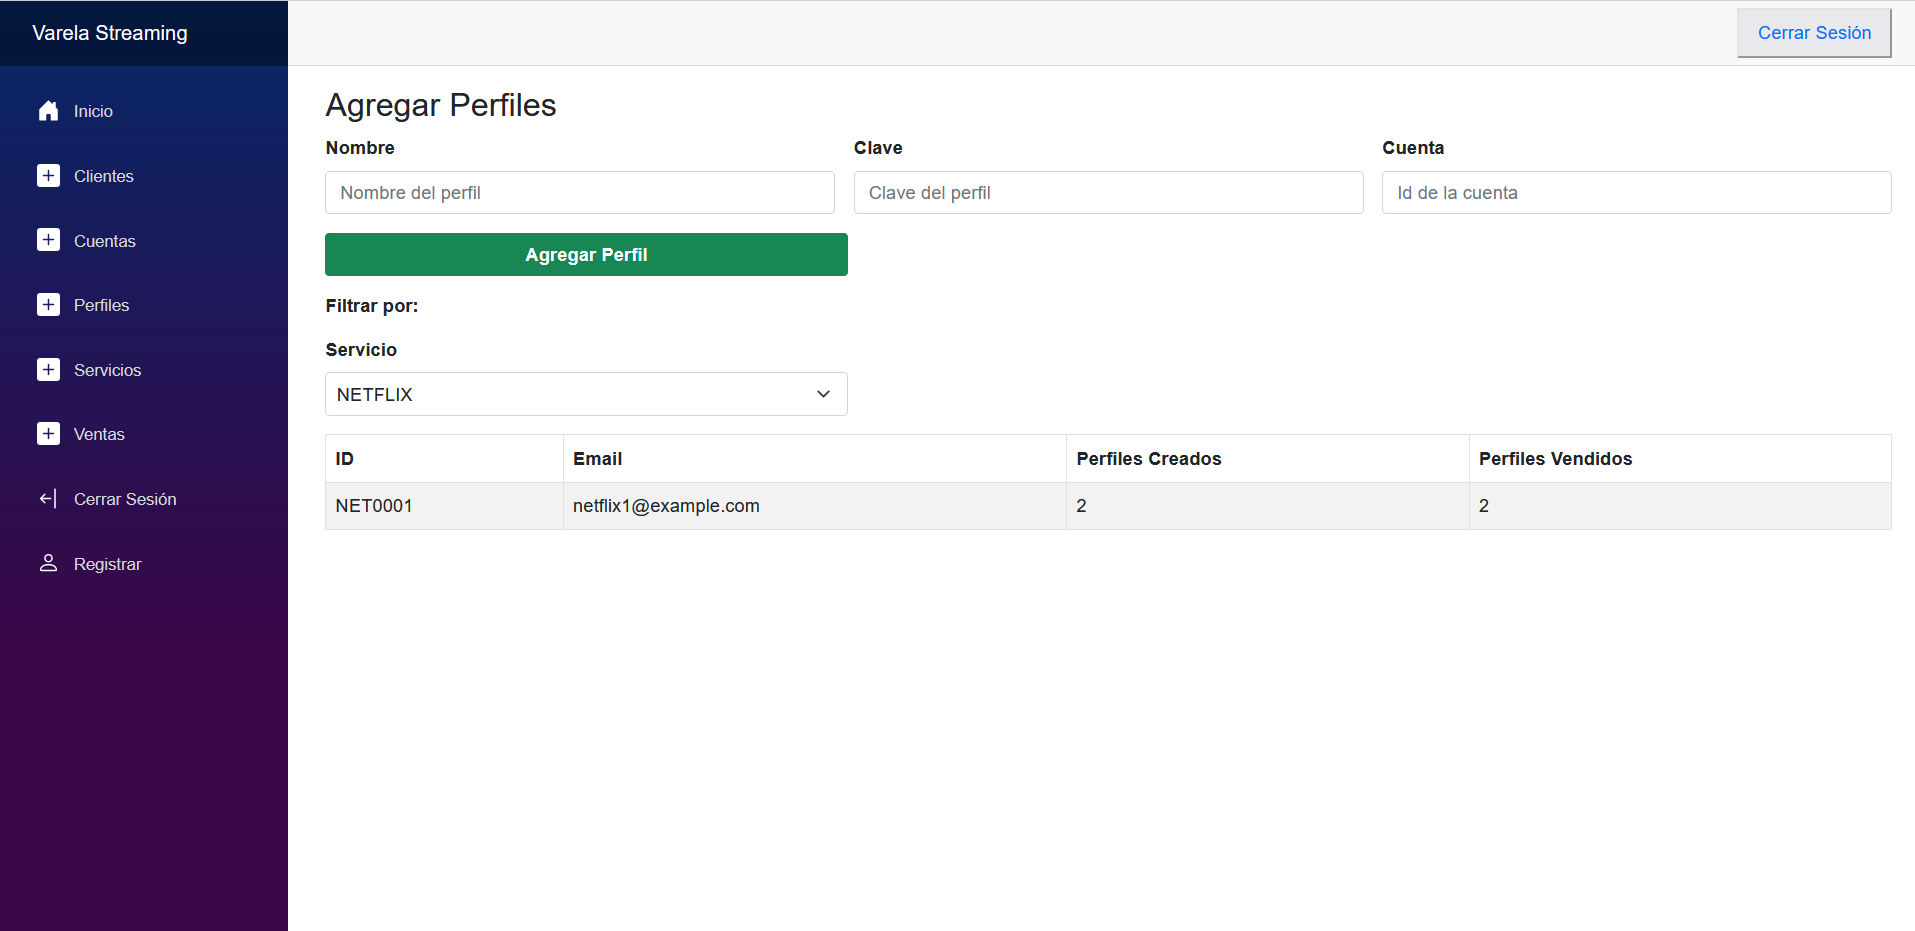 Varela Streaming
Cerrar Sesión
Inicio
Clientes
Cuentas
Perfiles
Servicios
Ventas
Cerrar Sesión
Registrar
Agregar Perfiles
Nombre Clave Cuenta
Nombre del perfil Clave del perfil Id de la cuenta
Agregar Perfil
Filtrar por:
Servicio
NETFLIX
ID Email Perfiles Creados Perfiles Vendidos
NET0001 netflix1@example.com 2 2